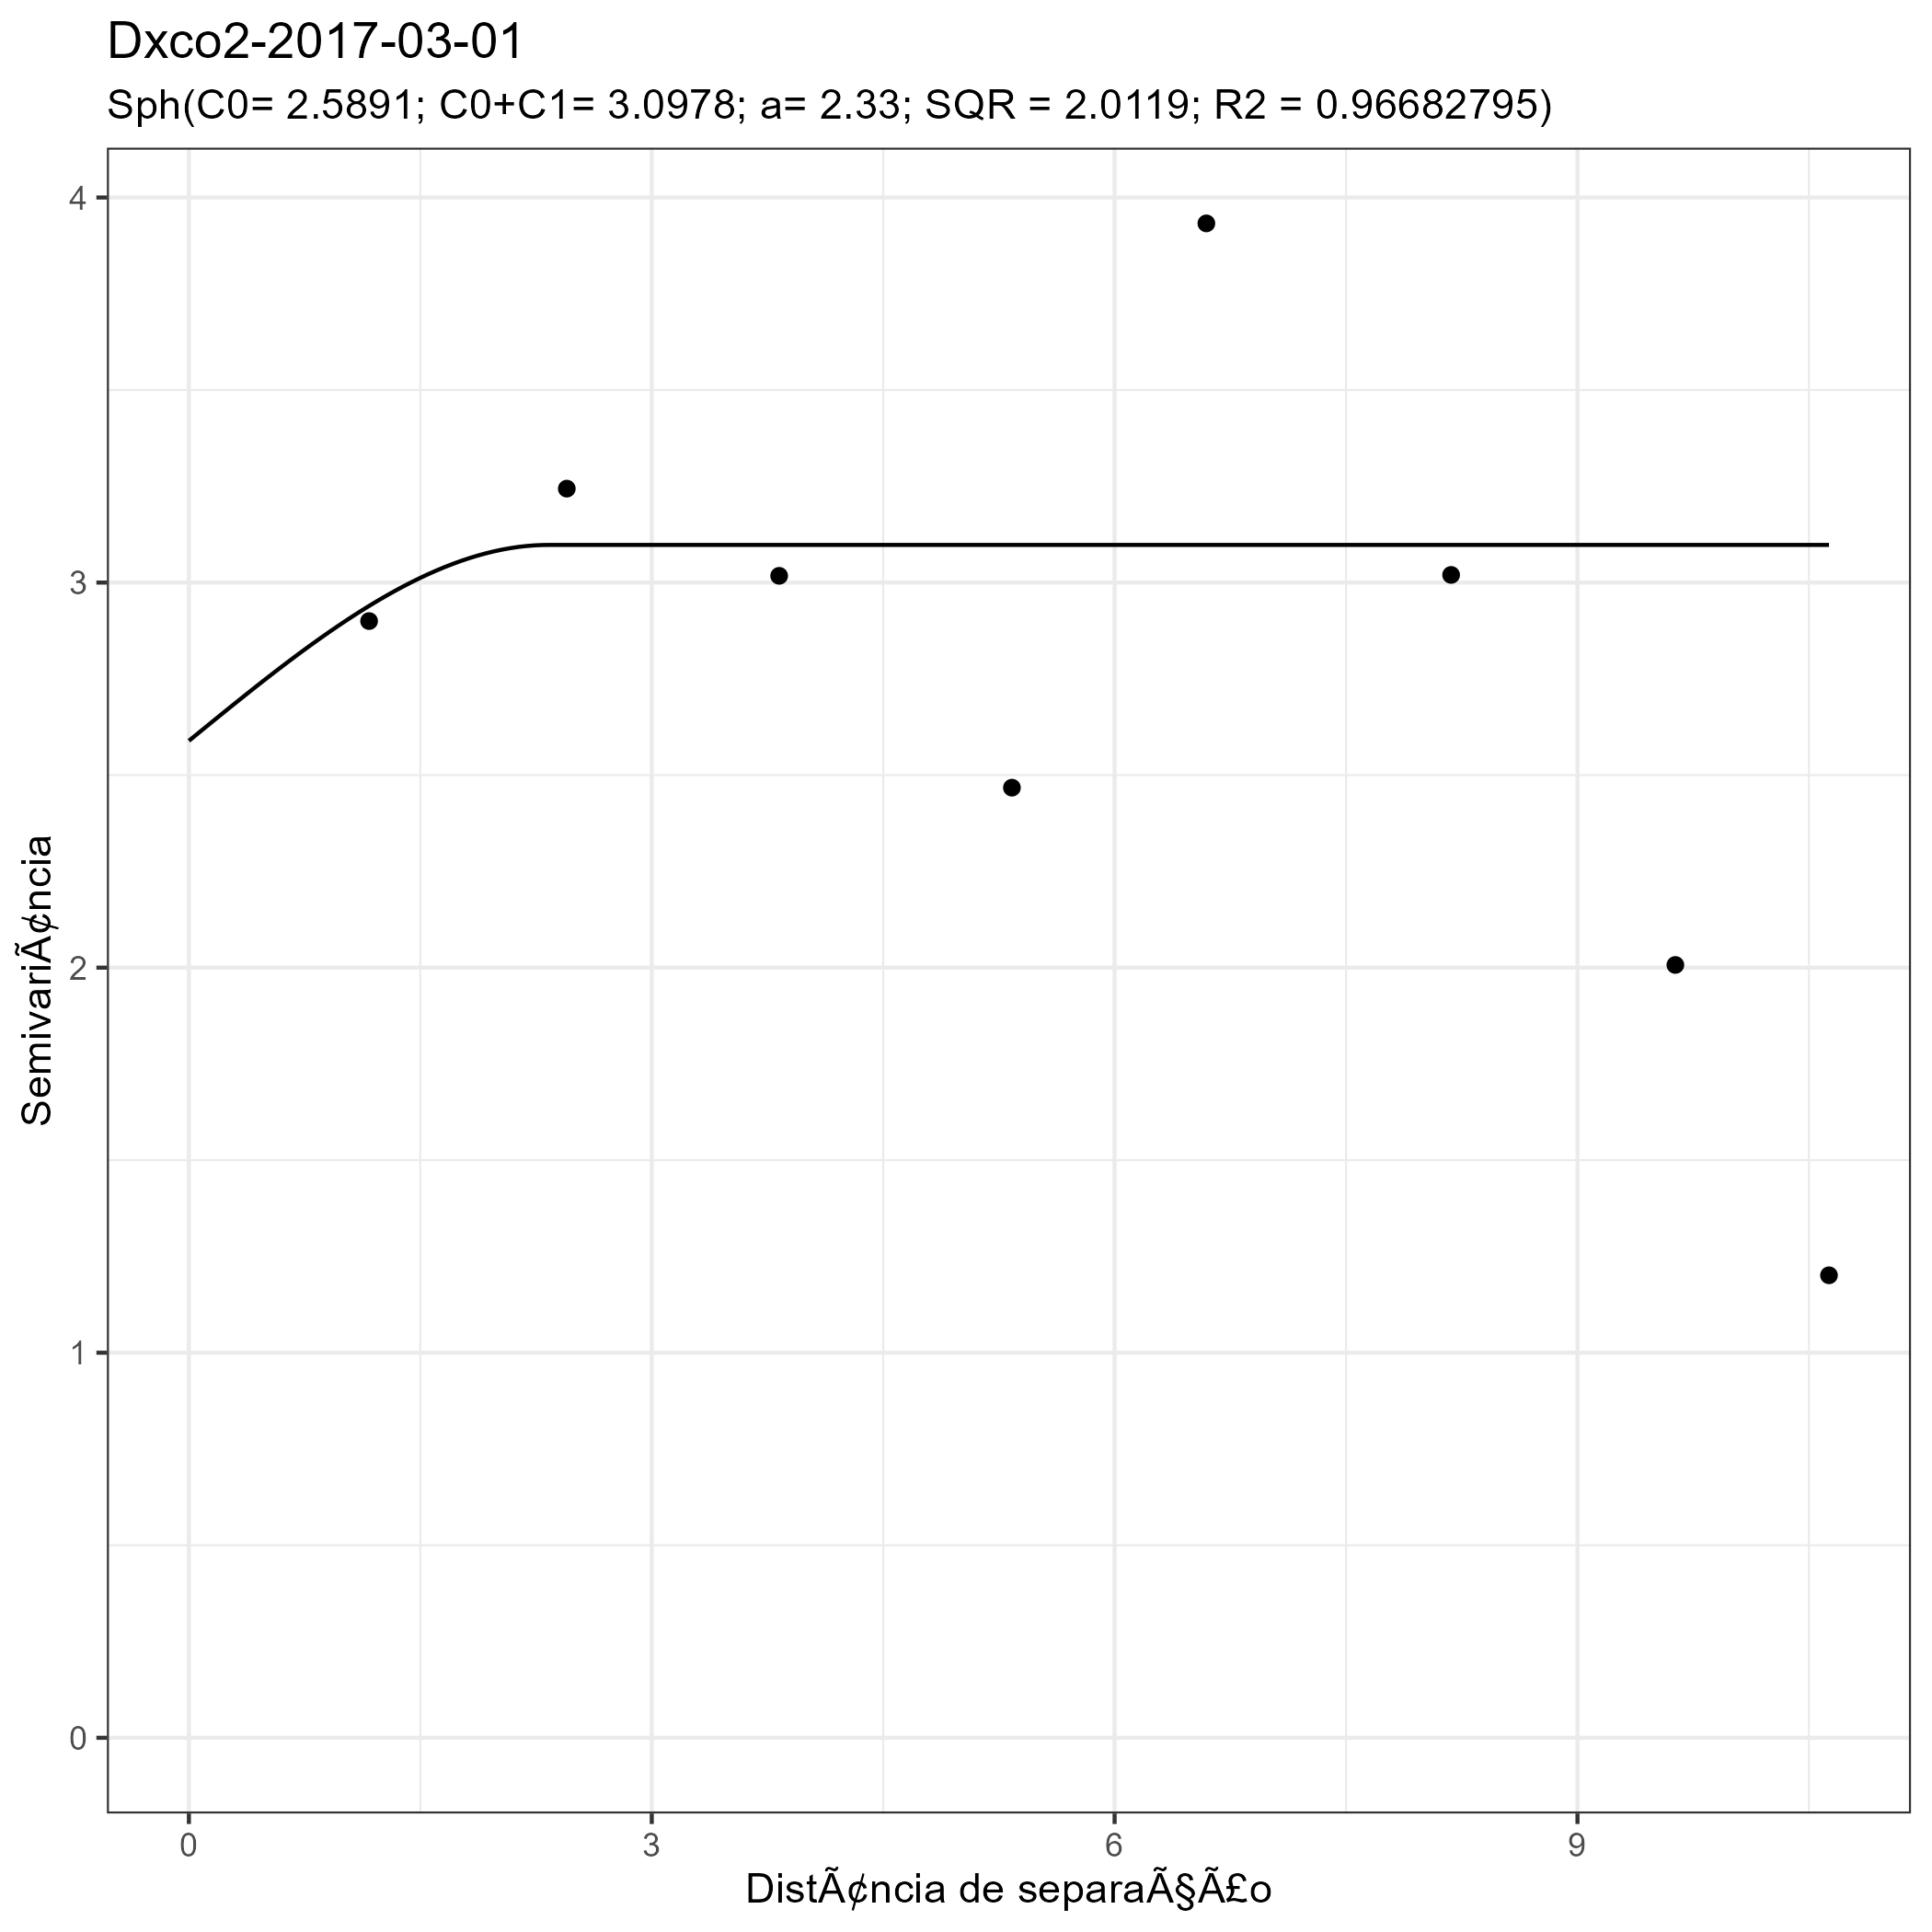 Dxco2-2017-03-01
Sph(C0= 2.5891; C0+C1= 3.0978; a= 2.33; SQR = 2.0119; R2 = 0.96682795)
4
3
2
1
0
SemivariÃ¢ncia
0 3 6 9
DistÃ¢ncia de separaÃ§Ã£o